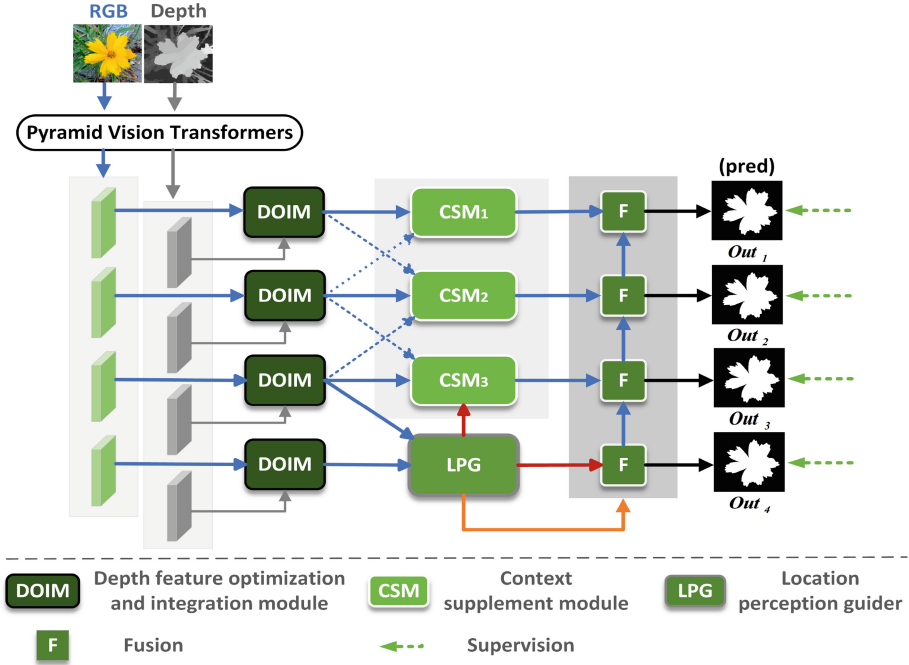 RGB Depth
Pyramid Vision Transformers
(pred)
DOIM CSM1 F
Out 1
DOIM CSM2 F
Out 2
DOIM CSM3 F
Out 3
DOIM LPG F
Out 4
DOIM Depth feature optimization and integration module
CSM Context supplement module
LPG Location perception guider
F Fusion
Supervision